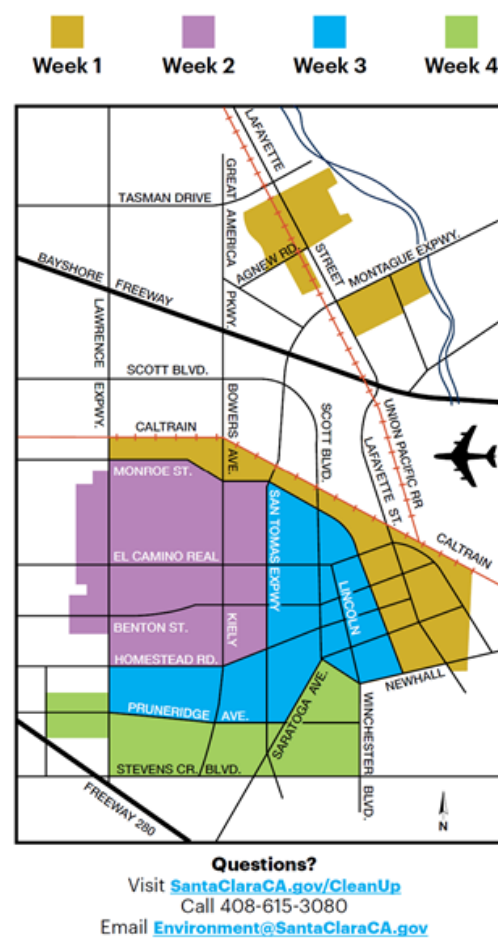 Week 1
Week 2
Week 3
Week 4
LAFAYETTE
STREET
GREAT AMERICA PKWY.
TASMAN DRIVE
AGNEW RD.
MONTAGUE EXPWY.
BAYSHORE FREEWAY
LAWRENCE EXPWY.
SCOTT BLVD.
BOWERS AVE.
SCOTT BLVD.
UNION PACIFIC RR
LAFAYETTE ST.
CALTRAIN
CALTRAIN
MONROE ST.
SAN TOMAS EXPWY
EL CAMINO REAL
LINCOLN
BENTON ST.
KIELY
HOMESTEAD RD.
NEWHALL
PRUNERIDGE AVE.
SARATOGA AVE.
WINCHESTER BLVD.
STEVENS CR. BLVD.
FREEWAY 280
N
Questions?
Visit SantaClaraCA.gov/CleanUp
Call 408-615-3080
Email Environment@SantaClaraCA.gov